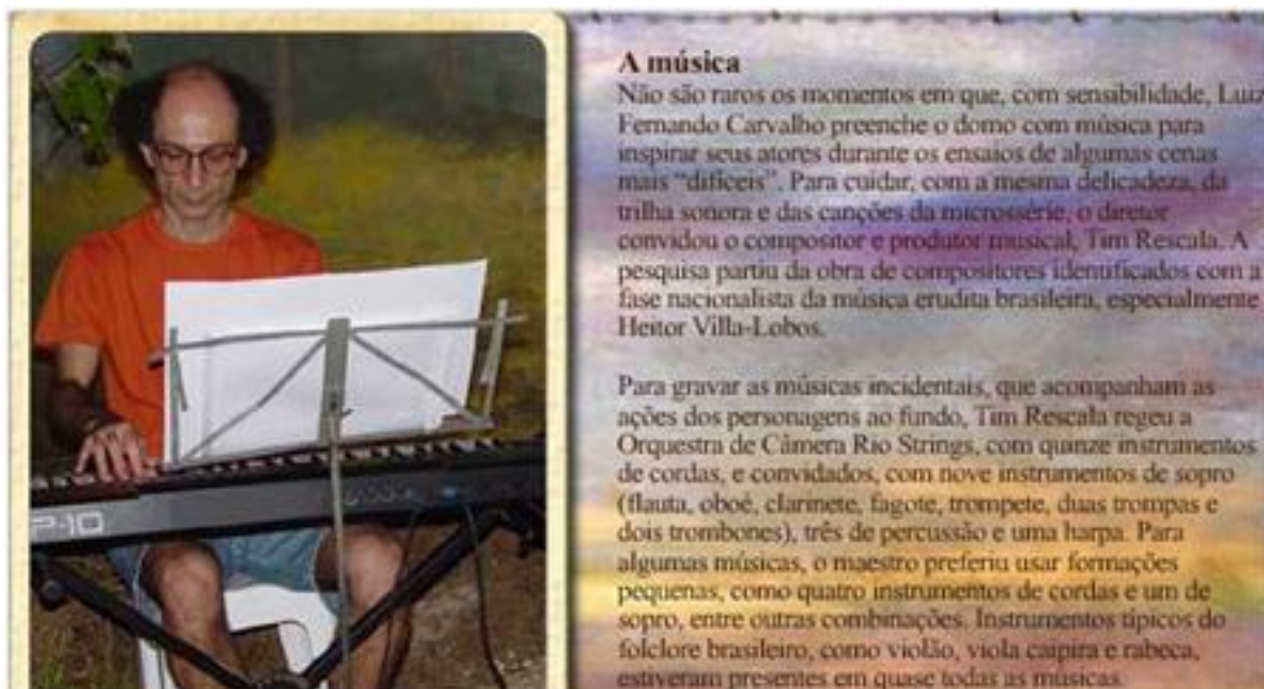 P-10
A música
Não são raros os momentos em que, com sensibilidade, Luiz
Fernando Carvalho preenche o domo com música para
inspirar seus atores durante os ensaios de algumas cenas
mais “difíceis”. Para cuidar, com a mesma delicadeza, da
trilha sonora e das canções da microssérie, o diretor
convidou o compositor e produtor musical, Tim Rescala. A
pesquisa partiu da obra de compositores identificados com a
fase nacionalista da música erudita brasileira, especialmente
Heitor Villa-Lobos.
Para gravar as músicas incidentais, que acompanham as
ações dos personagens ao fundo, Tim Rescala regeu a
Orquestra de Câmera Rio Strings, com quinze instrumentos
de cordas, e convidados, com nove instrumentos de sopro
(flauta, oboé, clarinete, fagote, trompete, duas trompas e
dois trombones), três de percussão e uma harpa. Para
algumas músicas, o maestro preferiu usar formações
pequenas, como quatro instrumentos de cordas e um de
sopro, entre outras combinações. Instrumentos típicos do
folclore brasileiro, como violão, viola caipira e rabeca,
estiveram presentes em quase todas as músicas.